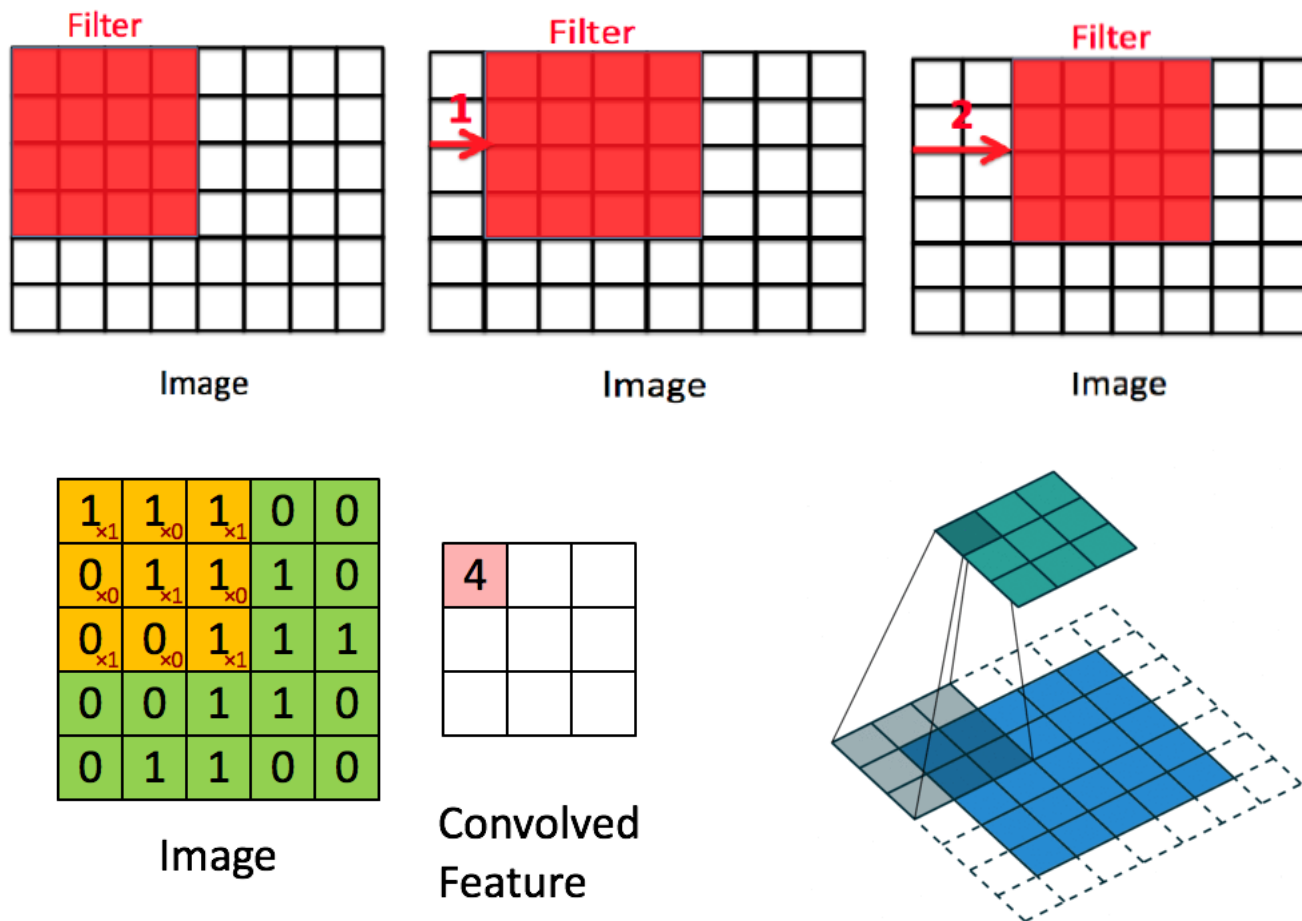 Filter
Filter
Filter
1
2
Image
Image
Image
1×1 1×0 1×1 0 0
0×0 1×1 1×0 1 0
0×1 0×0 1×1 1 1
0 0 1 1 0
0 1 1 0 0
4
Image
Convolved
Feature